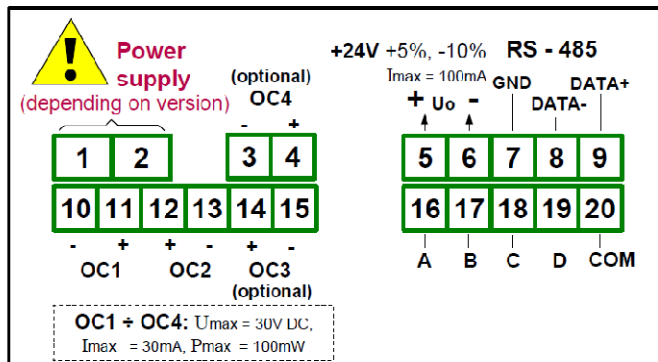 Power supply
(depending on version)
(optional)
OC4
- +
+24V +5%, -10% RS - 485
Imax = 100mA
GND DATA+
+ Uo - DATA-
1 2 3 4 5 6 7 8 9
10 11 12 13 14 15 16 17 18 19 20
- + + - + -
A B C D COM
OC1 OC2 OC3
(optional)
OC1 ÷ OC4: Umax = 30V DC,
Imax = 30mA, Pmax = 100mW